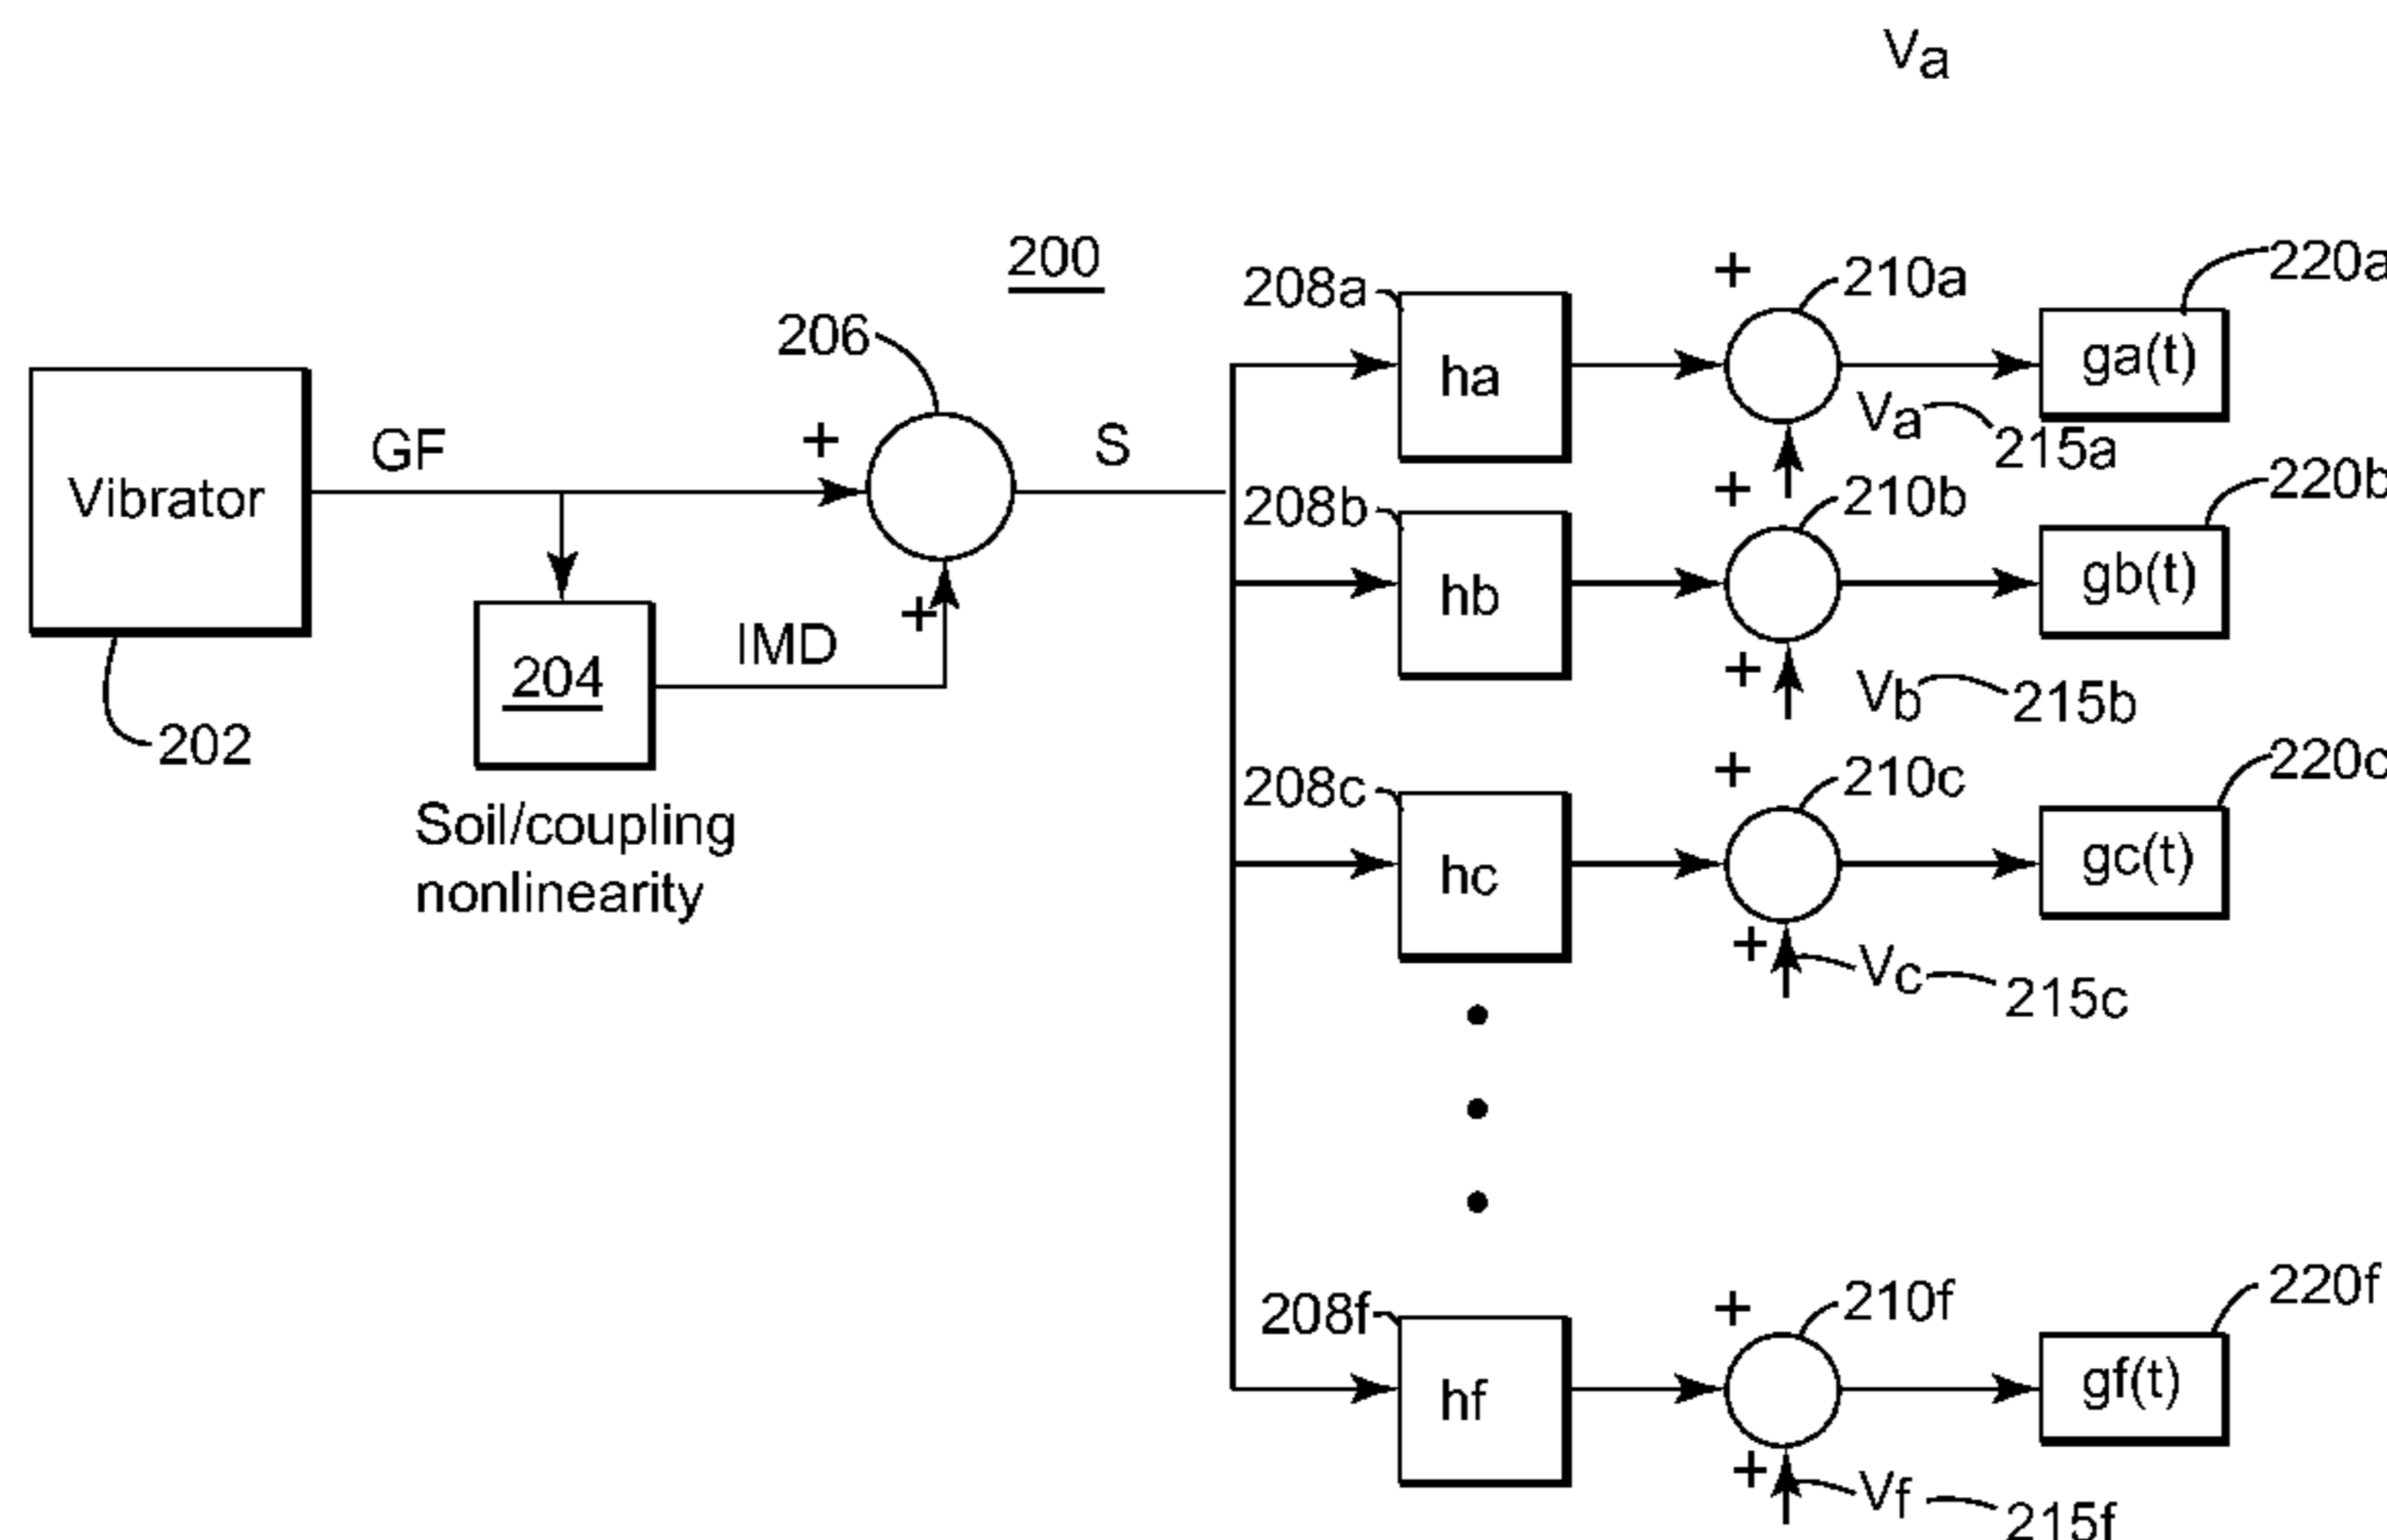 Va
200
208a
+
210a
220a
206
ha
ga(t)
Vibrator
GF
+
S
Va
215a
208b
+
210b
220b
hb
gb(t)
204
IMD
+
+
Vb
215b
202
208c
+
210c
220c
Soil/coupling
nonlinearity
hc
gc(t)
+
Vc
215c
208f
+
210f
220f
hf
gf(t)
+
Vf
215f